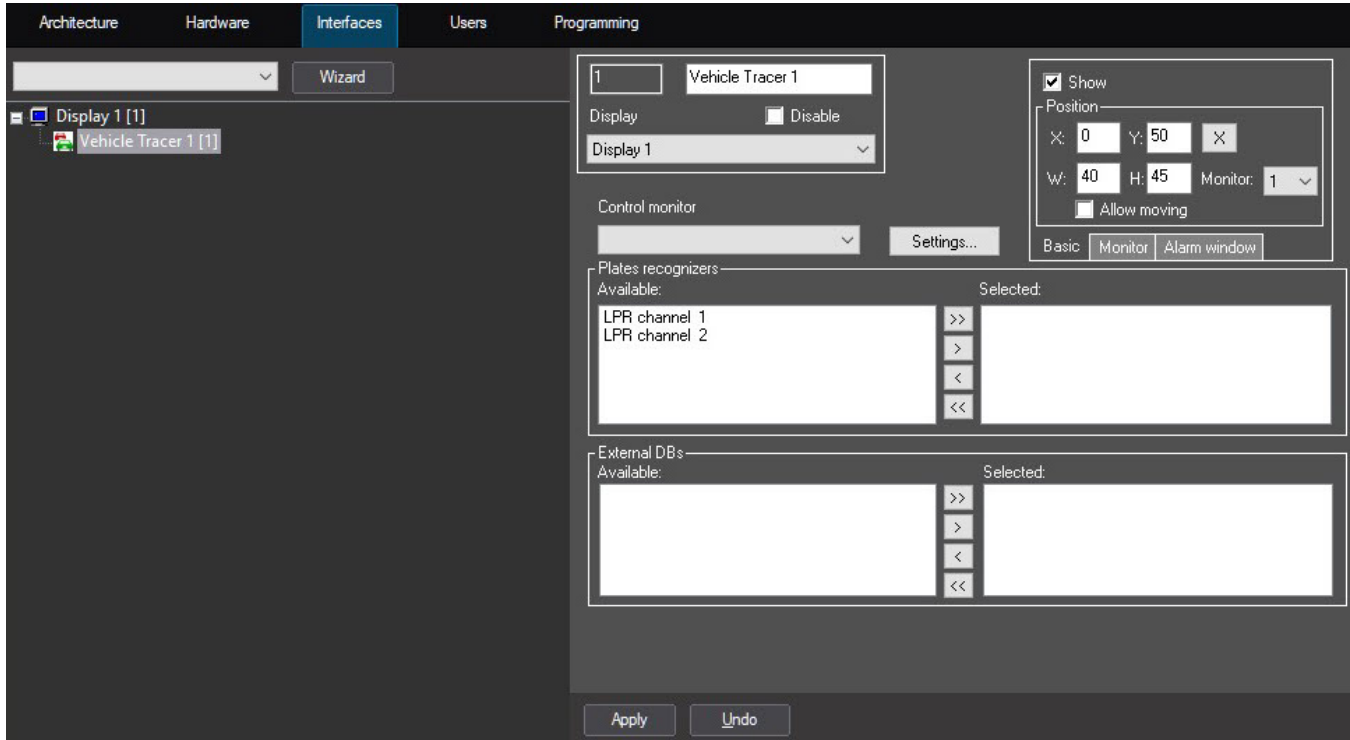 Architecture Hardware Interfaces Users Programming
Wizard
Display 1 [1]
Vehicle Tracer 1 [1]
1 Vehicle Tracer 1
Display Disable
Display 1
Control monitor
Settings...
Show
Position
X: 0 Y: 50 X
W: 40 H: 45 Monitor: 1
Allow moving
Basic Monitor Alarm window
Plates recognizers
Available: Selected:
LPR channel 1
LPR channel 2
>>
>
<
<<
External DBs
Available: Selected:
>>
>
<
<<
Apply Undo